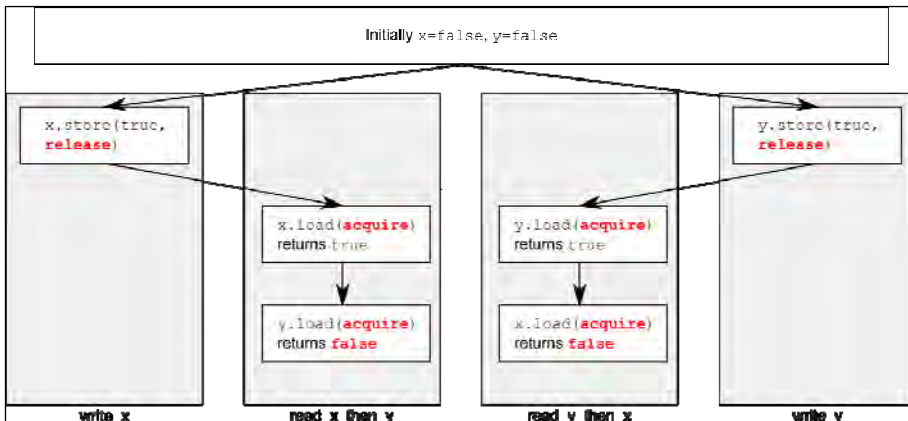 Initially x=false, y=false
x.store(true,
release)
y.store(true,
release)
x.load(acquire)
returns true
y.load(acquire)
returns true
y.load(acquire)
returns false
x.load(acquire)
returns false
write x
read x then y
read y then x
write y